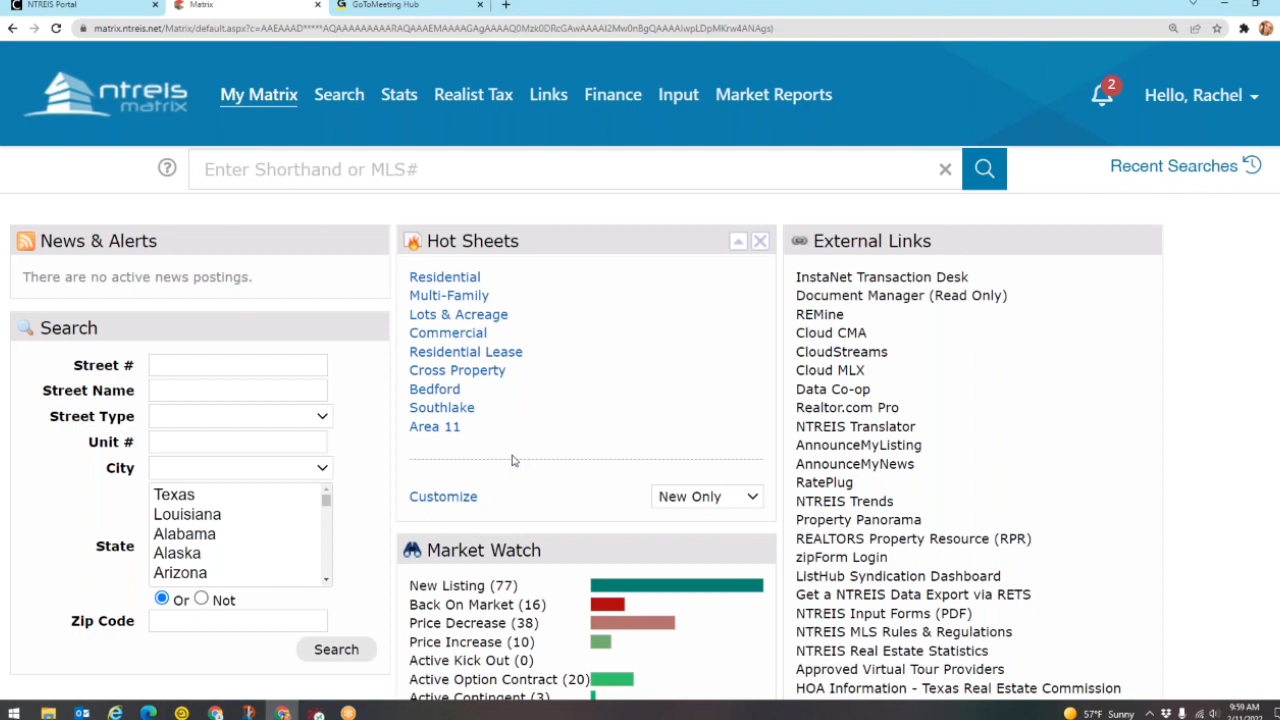 NTREIS Portal
Matrix
GoToMeeting Hub
ntreis matrix
My Matrix Search Stats Realist Tax Links Finance Input Market Reports
2
Hello, Rachel
Enter Shorthand or MLS#
Recent Searches
News & Alerts
There are no active news postings.
Search
Street #
Street Name
Street Type
Unit #
City
State
Texas
Louisiana
Alabama
Alaska
Arizona
Or Not
Zip Code
Search
Hot Sheets
Residential
Multi-Family
Lots & Acreage
Commercial
Residential Lease
Cross Property
Bedford
Southlake
Area 11
Customize
New Only
Market Watch
New Listing (77)
Back On Market (16)
Price Decrease (38)
Price Increase (10)
Active Kick Out (0)
Active Option Contract (20)
Active Contingent (3)
External Links
InstaNet Transaction Desk
Document Manager (Read Only)
REMine
Cloud CMA
CloudStreams
Cloud MLX
Data Co-op
Realtor.com Pro
NTREIS Translator
AnnounceMyListing
AnnounceMyNews
RatePlug
NTREIS Trends
Property Panorama
REALTORS Property Resource (RPR)
zipForm Login
ListHub Syndication Dashboard
Get a NTREIS Data Export via RETS
NTREIS Input Forms (PDF)
NTREIS MLS Rules & Regulations
NTREIS Real Estate Statistics
Approved Virtual Tour Providers
HOA Information - Texas Real Estate Commission
57°F Sunny
9:59 AM